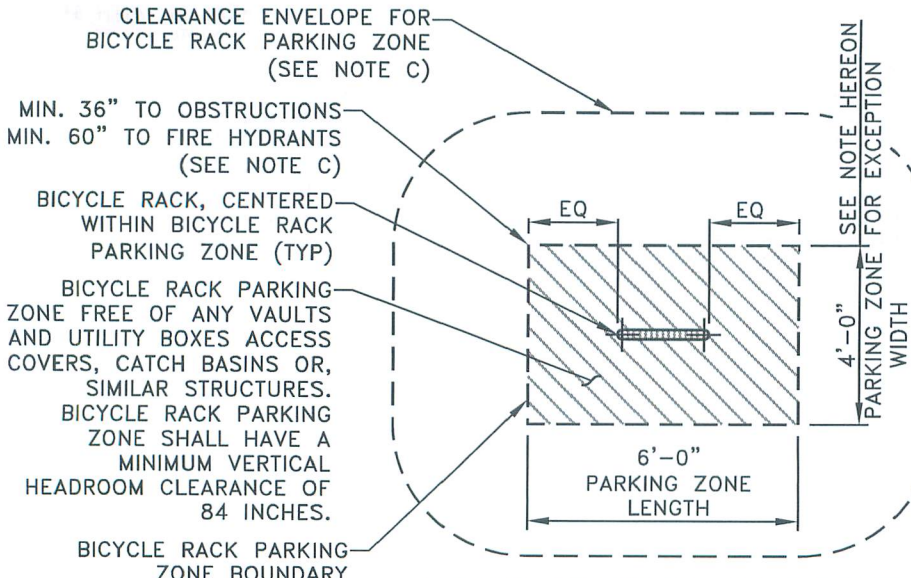 CLEARANCE ENVELOPE FOR
BICYCLE RACK PARKING ZONE
(SEE NOTE C)
MIN. 36" TO OBSTRUCTIONS
MIN. 60" TO FIRE HYDRANTS
(SEE NOTE C)
BICYCLE RACK, CENTERED
WITHIN BICYCLE RACK
PARKING ZONE (TYP)
BICYCLE RACK PARKING
ZONE FREE OF ANY VAULTS
AND UTILITY BOXES ACCESS
COVERS, CATCH BASINS OR,
SIMILAR STRUCTURES.
BICYCLE RACK PARKING
ZONE SHALL HAVE A
MINIMUM VERTICAL
HEADROOM CLEARANCE OF
84 INCHES.
BICYCLE RACK PARKING
ZONE BOUNDARY
EQ
EQ
6'-0"
PARKING ZONE
LENGTH
SEE NOTE HEREON
FOR EXCEPTION
4'-0"
PARKING ZONE
WIDTH